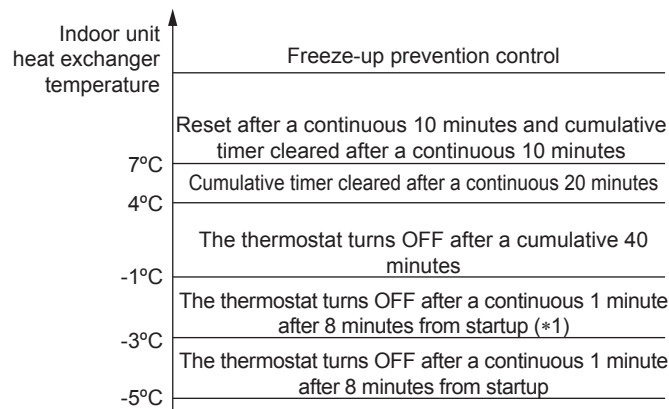 Indoor unit
heat exchanger
temperature
Freeze-up prevention control
Reset after a continuous 10 minutes and cumulative
timer cleared after a continuous 10 minutes
7ºC
Cumulative timer cleared after a continuous 20 minutes
4ºC
The thermostat turns OFF after a cumulative 40
minutes
-1ºC
The thermostat turns OFF after a continuous 1 minute
after 8 minutes from startup (*1)
-3ºC
The thermostat turns OFF after a continuous 1 minute
after 8 minutes from startup
-5ºC